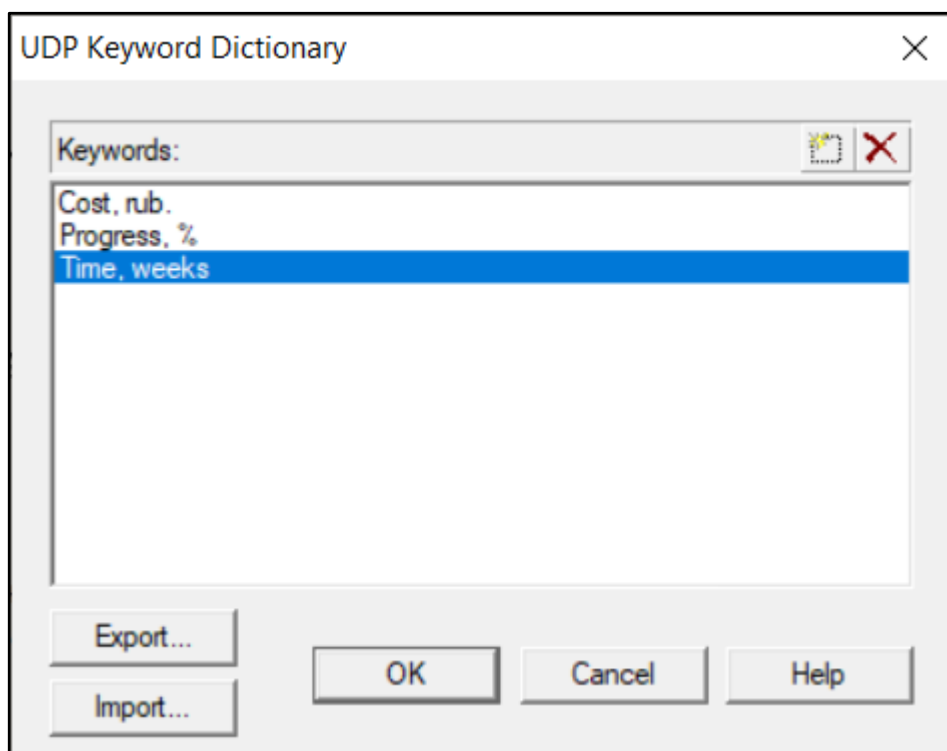 UDP Keyword Dictionary
Keywords:
Cost, rub.
Progress, %
Time, weeks
Export...
Import...
OK
Cancel
Help